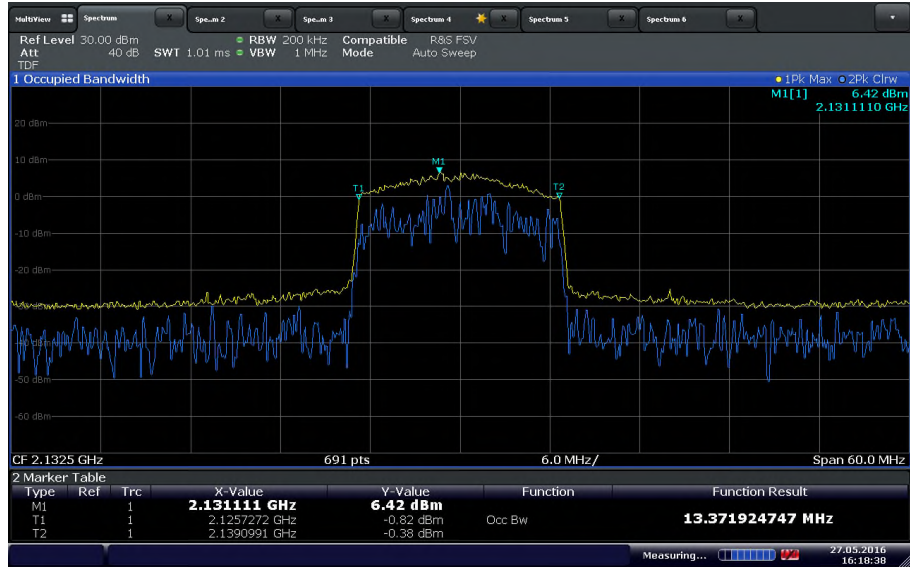 MultiView Spectrum X Spe...m 2 X Spe...m 3 X Spectrum 4 X Spectrum 5 X Spectrum 6 X
Ref Level 30.00 dBm RBW 200 kHz Compatible R&S FSV
Att 40 dB SWT 1.01 ms VBW 1 MHz Mode Auto Sweep
TDF
1 Occupied Bandwidth 1Pk Max 2Pk Clrw
M1[1] 6.42 dBm
2.1311110 GHz
20 dBm
10 dBm
M1
T1 T2
0 dBm
-10 dBm
-20 dBm
-40 dBm
-50 dBm
-60 dBm
CF 2.1325 GHz 691 pts 6.0 MHz/ Span 60.0 MHz
2 Marker Table
Type Ref Trc X-Value Y-Value Function Function Result
M1 1 2.131111 GHz 6.42 dBm
T1 1 2.1257272 GHz -0.82 dBm Occ Bw 13.371924747 MHz
T2 1 2.1390991 GHz -0.38 dBm
Measuring... 27.05.2016
16:18:38